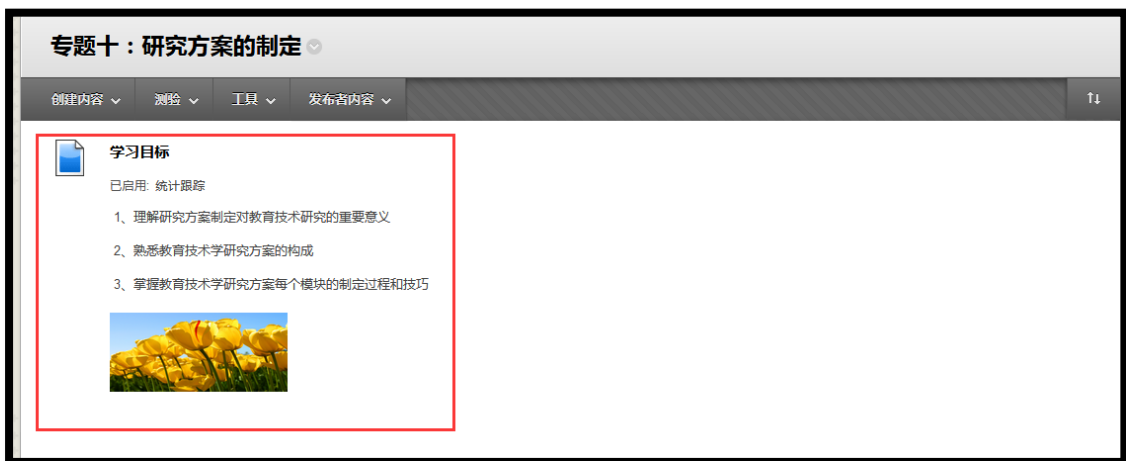 专题十：研究方案的制定
创建内容 测验 工具 发布者内容
学习目标
已启用: 统计跟踪
1、理解研究方案制定对教育技术研究的重要意义
2、熟悉教育技术学研究方案的构成
3、掌握教育技术学研究方案每个模块的制定过程和技巧